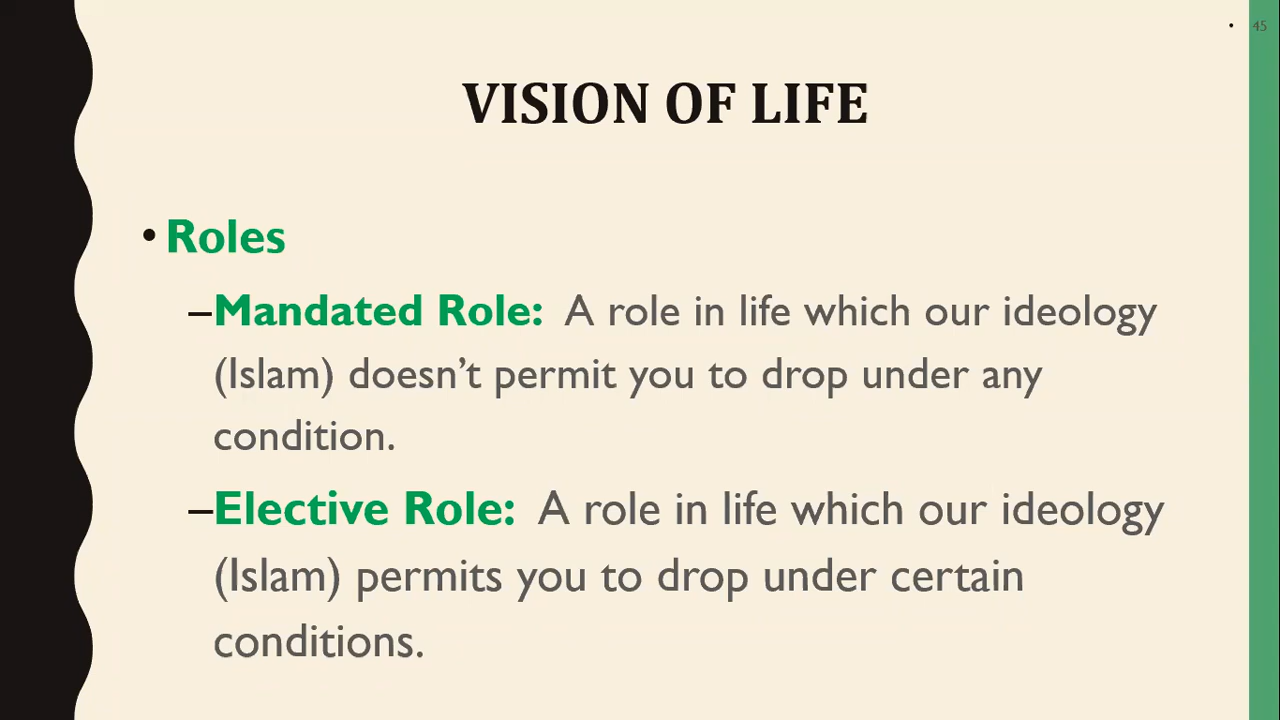 • 45
VISION OF LIFE
• Roles
–Mandated Role: A role in life which our ideology
(Islam) doesn’t permit you to drop under any
condition.
–Elective Role: A role in life which our ideology
(Islam) permits you to drop under certain
conditions.